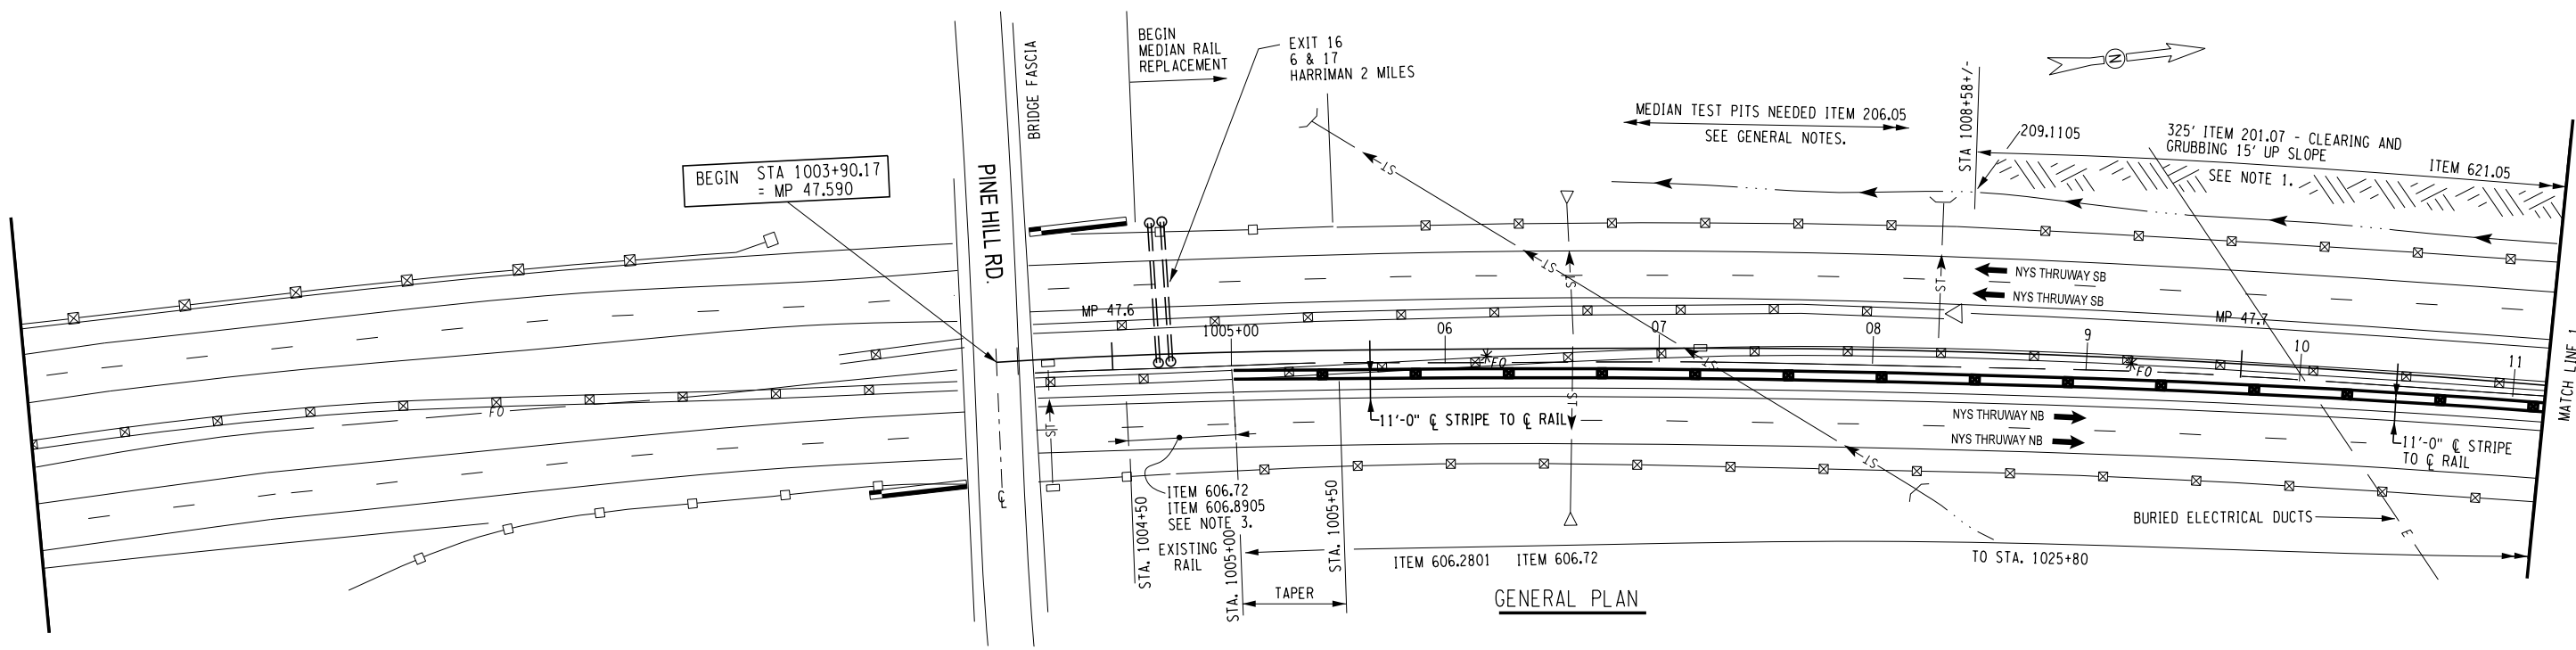 BEGIN
MEDIAN RAIL
REPLACEMENT
BRIDGE FASCIA
EXIT 16
6 & 17
HARRIMAN 2 MILES
N
MEDIAN TEST PITS NEEDED ITEM 206.05
SEE GENERAL NOTES.
STA 1008+58+/-
209.1105
325' ITEM 201.07 - CLEARING AND
GRUBBING 15' UP SLOPE
ITEM 621.05
SEE NOTE 1.
BEGIN STA 1003+90.17
= MP 47.590
PINE HILL RD.
ST
ST
ST
ST
NYS THRUWAY SB
NYS THRUWAY SB
MP 47.6
MP 47.7
1005+00
06
07
08
9
10
11
MATCH LINE 1
FO
FO
FO
ST
ST
ST
ST
11'-0" ℄ STRIPE TO ℄ RAIL
NYS THRUWAY NB
NYS THRUWAY NB
11'-0" ℄ STRIPE
TO ℄ RAIL
℄
ITEM 606.72
ITEM 606.8905
SEE NOTE 3.
EXISTING
RAIL
STA. 1004+50
STA. 1005+00
STA. 1005+50
BURIED ELECTRICAL DUCTS
E
ITEM 606.2801 ITEM 606.72
TO STA. 1025+80
TAPER
GENERAL PLAN